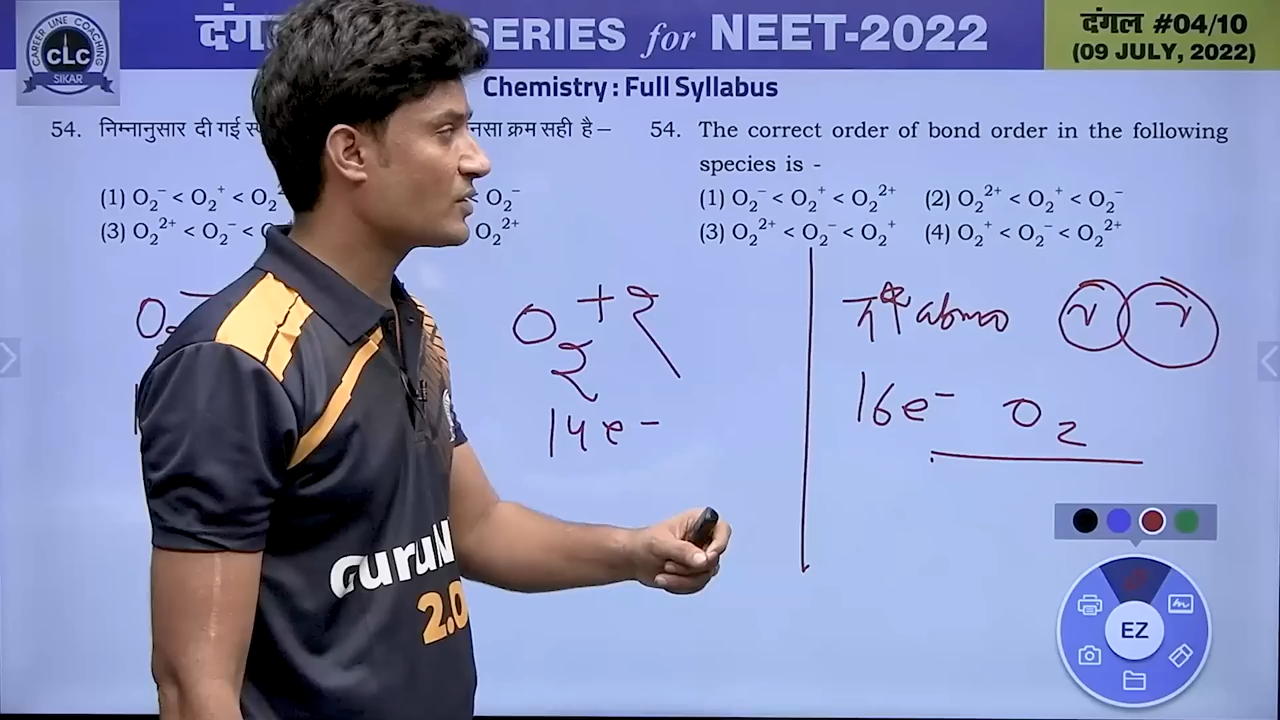 CAREER LINE COACHING
CLC
SIKAR
दंग SERIES for NEET-2022
दंगल #04/10
(09 JULY, 2022)
Chemistry : Full Syllabus
54. निम्नानुसार दी गई नसा क्रम सही है –
(1) O₂⁻ < O₂⁺ < O₂ O₂⁻
(3) O₂²⁺ < O₂⁻ < O₂²⁺
54. The correct order of bond order in the following
species is -
(1) O₂⁻ < O₂⁺ < O₂²⁺ (2) O₂²⁺ < O₂⁺ < O₂⁻
(3) O₂²⁺ < O₂⁻ < O₂⁺ (4) O₂⁺ < O₂⁻ < O₂²⁺
O₂⁻
O₂⁺²
14e⁻
16e⁻ O₂
GuruN
2.0
EZ